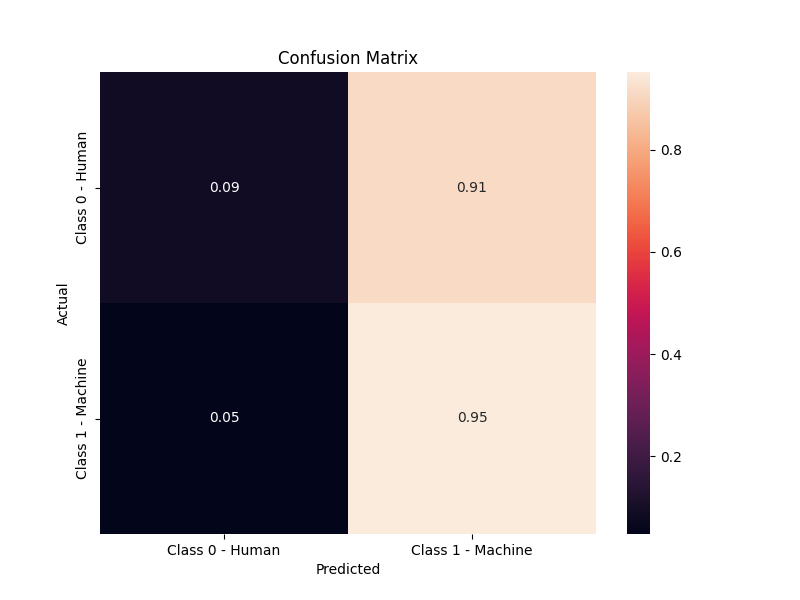 Confusion Matrix
Class 0 - Human
0.09
0.91
0.8
0.6
Actual
Class 1 - Machine
0.05
0.95
0.4
0.2
Class 0 - Human
Class 1 - Machine
Predicted